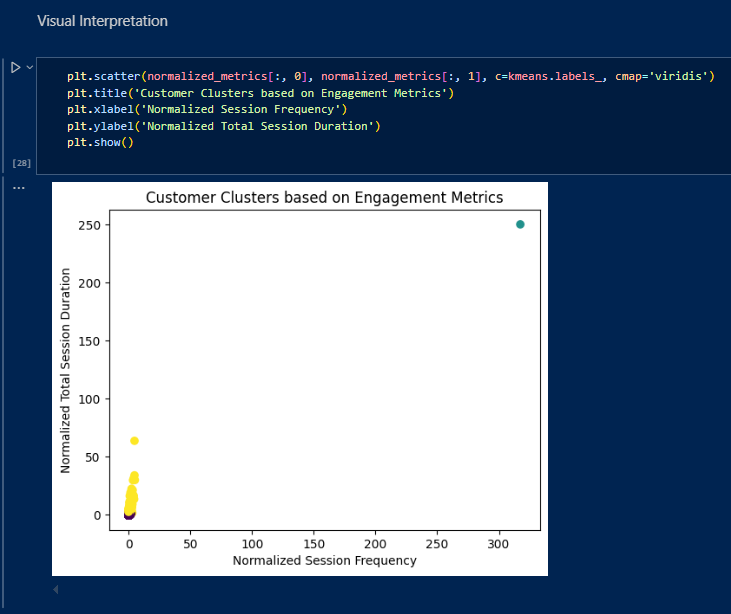 Visual Interpretation
plt.scatter(normalized_metrics[:, 0], normalized_metrics[:, 1], c=kmeans.labels_, cmap='viridis')
plt.title('Customer Clusters based on Engagement Metrics')
plt.xlabel('Normalized Session Frequency')
plt.ylabel('Normalized Total Session Duration')
plt.show()
[28]
...
Customer Clusters based on Engagement Metrics
Normalized Total Session Duration
250
200
150
100
50
0
0 50 100 150 200 250 300
Normalized Session Frequency